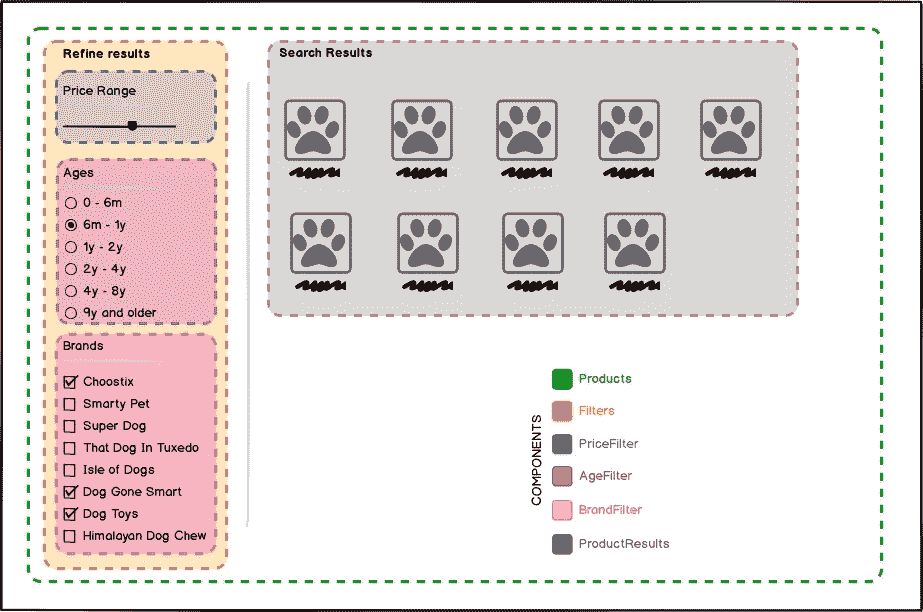 Refine results
Price Range
Ages
0 - 6m
6m - 1y
1y - 2y
2y - 4y
4y - 8y
9y and older
Brands
Choostix
Smarty Pet
Super Dog
That Dog In Tuxedo
Isle of Dogs
Dog Gone Smart
Dog Toys
Himalayan Dog Chew
Search Results
COMPONENTS
Products
Filters
PriceFilter
AgeFilter
BrandFilter
ProductResults